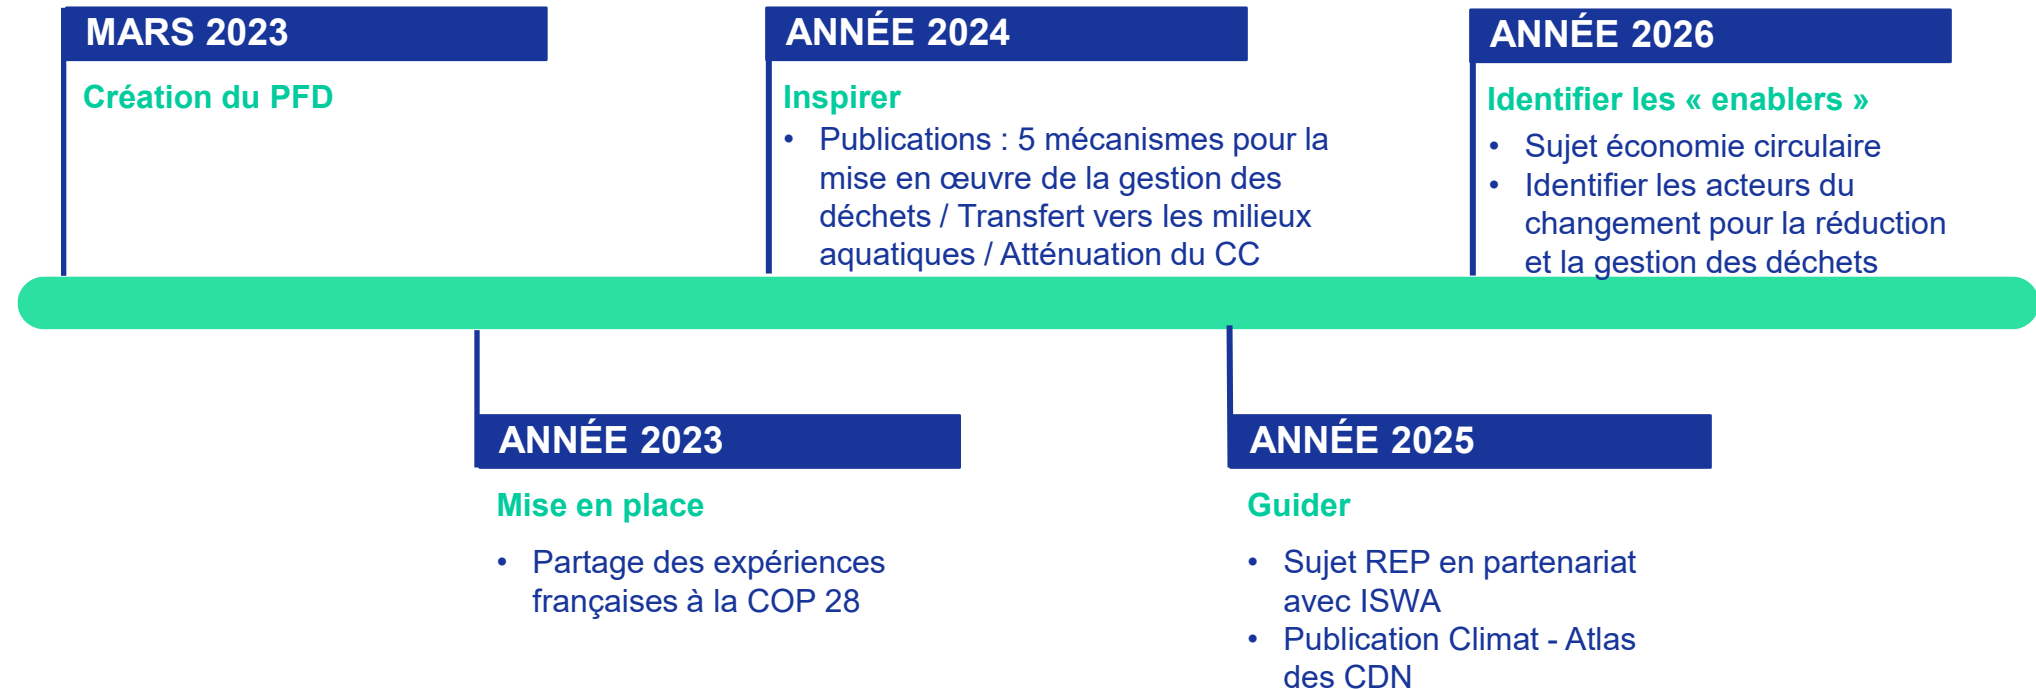 MARS 2023
Création du PFD
ANNÉE 2023
Mise en place
• Partage des expériences
françaises à la COP 28
ANNÉE 2024
Inspirer
• Publications : 5 mécanismes pour la
mise en œuvre de la gestion des
déchets / Transfert vers les milieux
aquatiques / Atténuation du CC
ANNÉE 2025
Guider
• Sujet REP en partenariat
avec ISWA
• Publication Climat - Atlas
des CDN
ANNÉE 2026
Identifier les « enablers »
• Sujet économie circulaire
• Identifier les acteurs du
changement pour la réduction
et la gestion des déchets